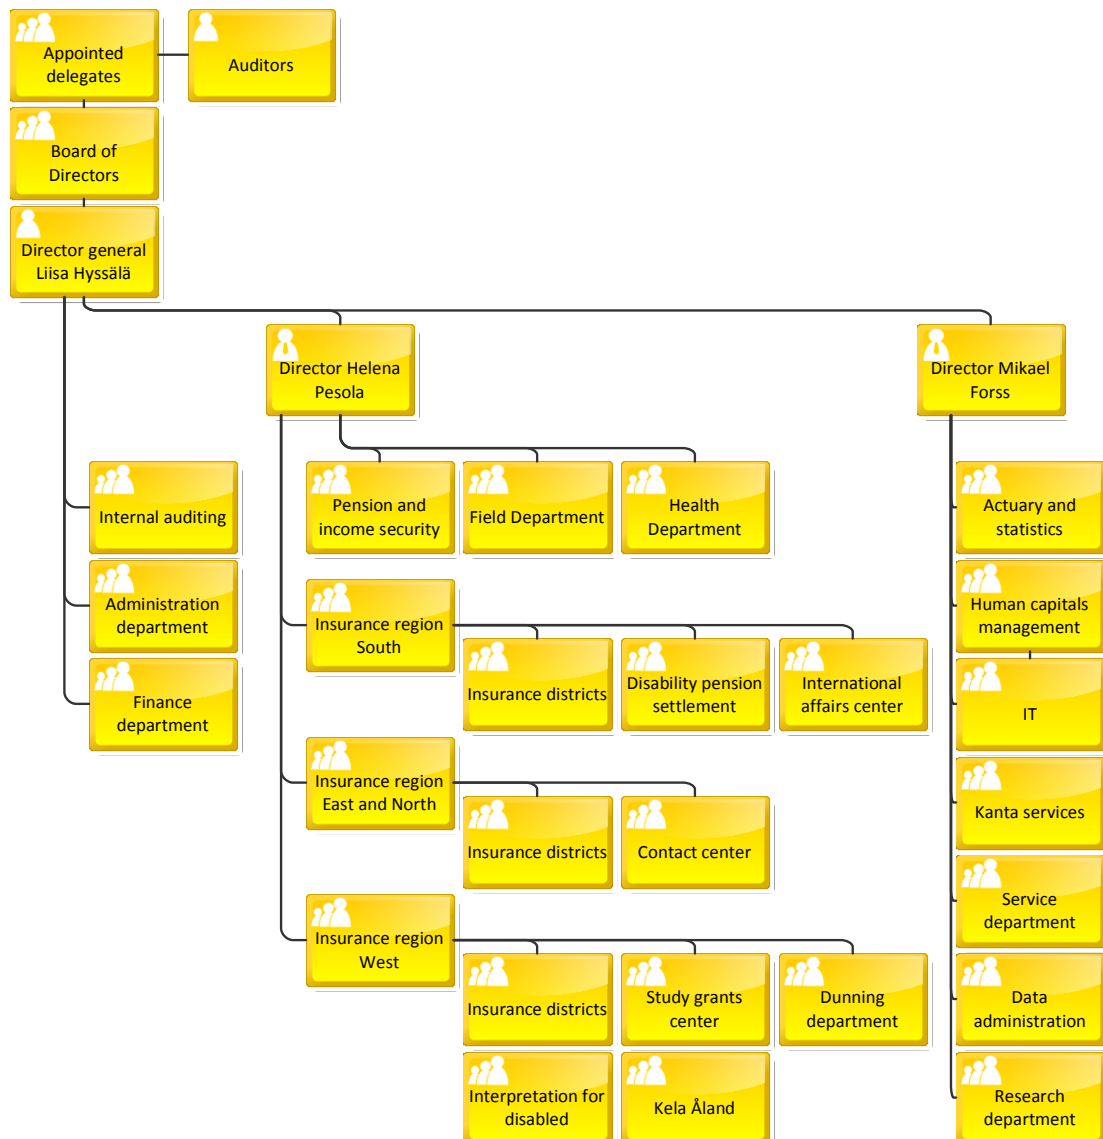 Appointed
delegates
Auditors
Board of
Directors
Director general
Liisa Hyssälä
Director Helena
Pesola
Director Mikael
Forss
Internal auditing
Pension and
income security
Field Department
Health
Department
Actuary and
statistics
Administration
department
Insurance region
South
Human capitals
management
Finance
department
Insurance districts
Disability pension
settlement
International
affairs center
IT
Insurance region
East and North
Insurance districts
Contact center
Kanta services
Insurance region
West
Service
department
Insurance districts
Study grants
center
Dunning
department
Data
administration
Interpretation for
disabled
Kela Åland
Research
department